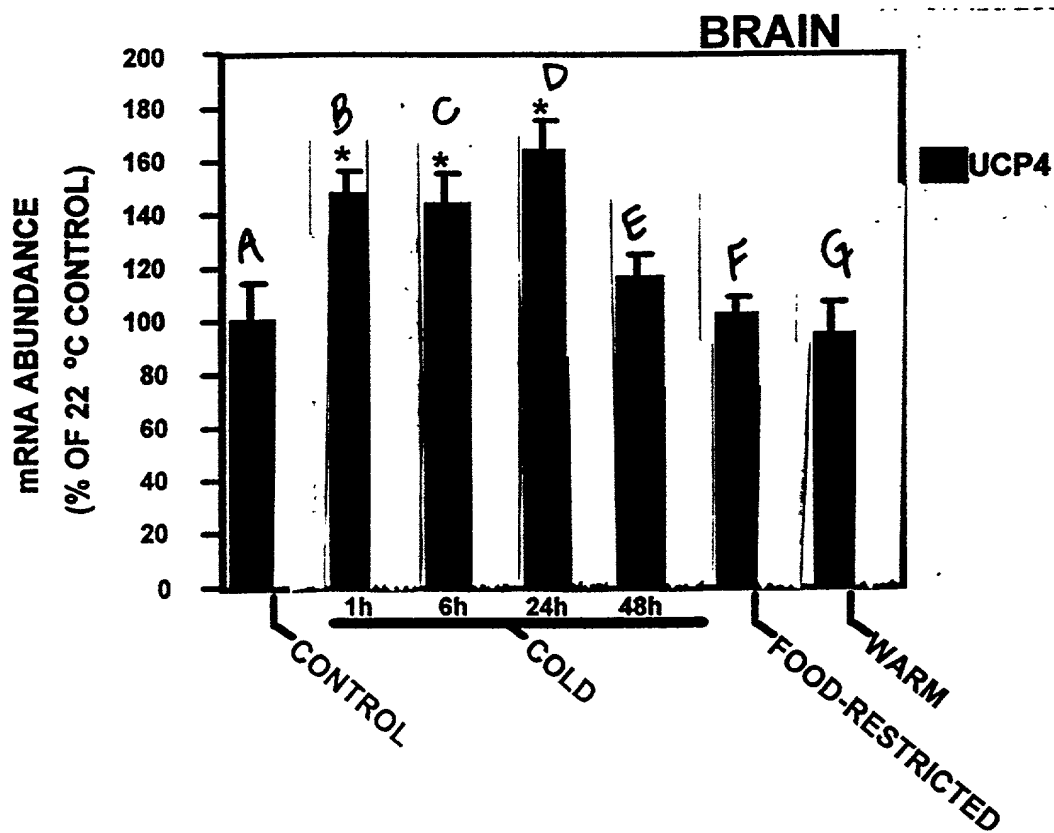 BRAIN
200
180
160
140
120
100
80
60
40
20
0
mRNA ABUNDANCE
(% OF 22 ºC CONTROL)
A
B
*
C
*
D
*
E
F
G
UCP4
1h 6h 24h 48h
CONTROL
COLD
FOOD-RESTRICTED
WARM